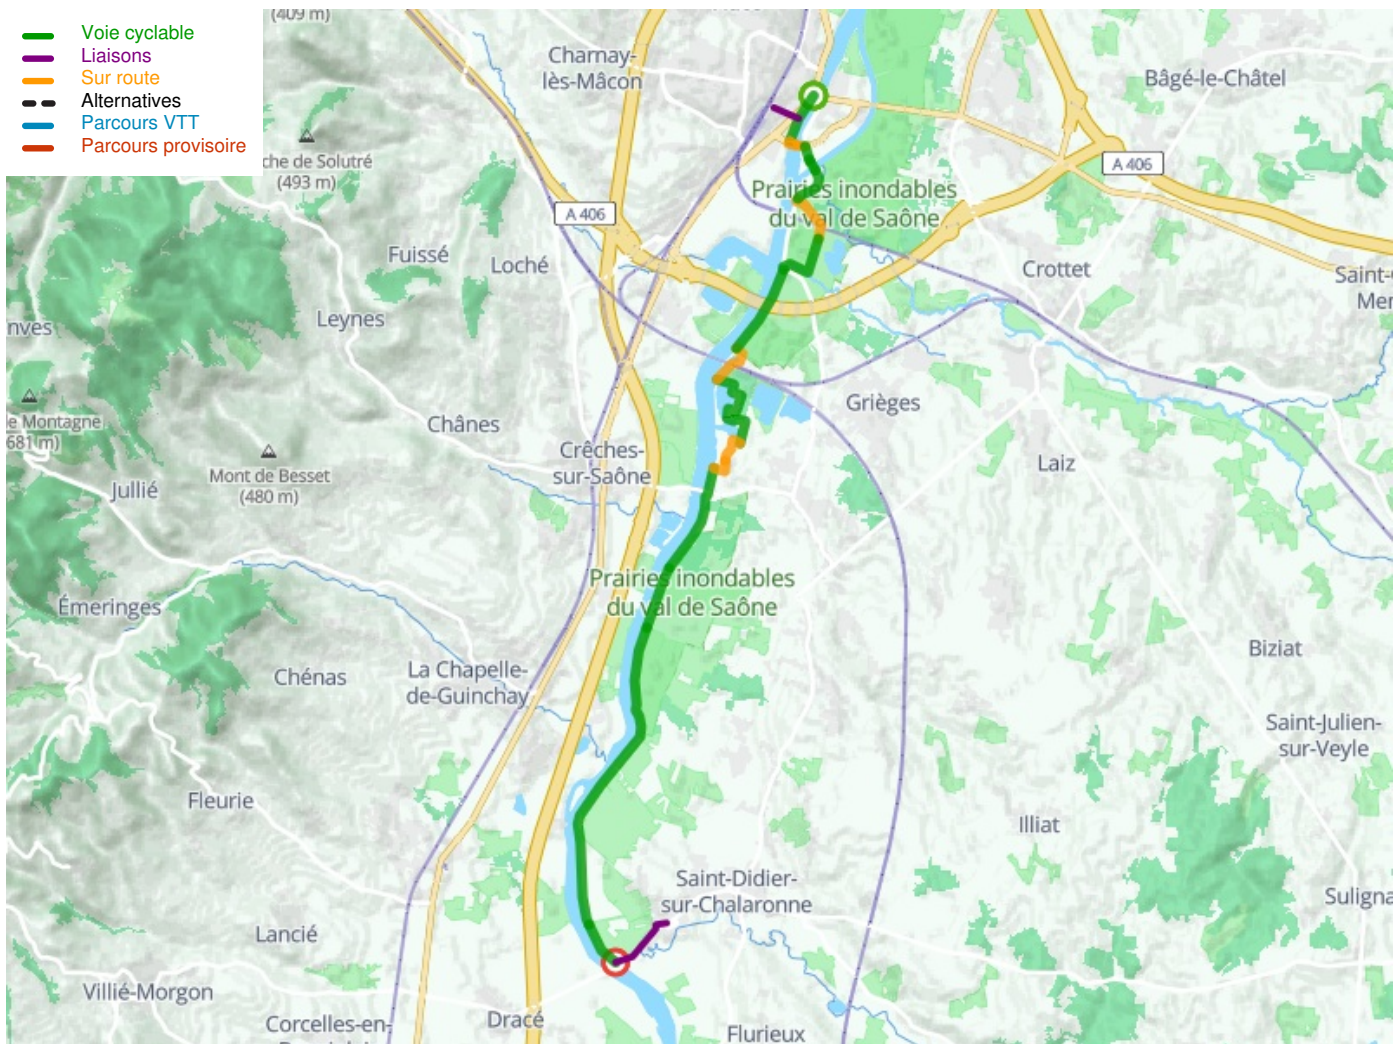 Voie cyclable
Liaisons
Sur route
Alternatives
Parcours VTT
Parcours provisoire
(409 m)
Charnay-
lès-Mâcon
Bâgé-le-Châtel
A 406
che de Solutré
(493 m)
Prairies inondables
du val de Saône
A 406
Fuissé
Loché
Crottet
Saint-
Mer
nves
Leynes
Grièges
e Montagne
681 m)
Chânes
Crêches-
sur-Saône
Laiz
Mont de Besset
(480 m)
Jullié
Prairies inondables
du val de Saône
Émeringes
Biziat
Chénas
La Chapelle-
de-Guinchay
Saint-Julien-
sur-Veyle
Fleurie
Illiat
Saint-Didier-
sur-Chalaronne
Suligna
Lancié
Villié-Morgon
Corcelles-en-
Dracé
Flurieux